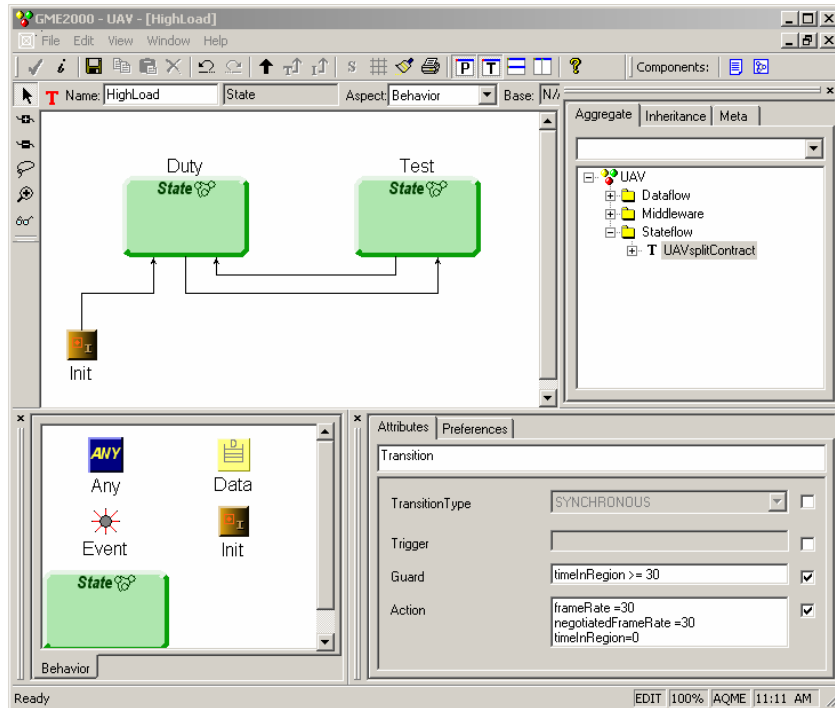 GME2000 - UAV - [HighLoad]
File Edit View Window Help
Components:
T Name: HighLoad State Aspect: Behavior Base: N/A
Aggregate Inheritance Meta
UAV
Dataflow
Middleware
Stateflow
T UAVsplitContract
Duty
State
Test
State
Init
ANY
Any
Data
Event
Init
State
Behavior
Attributes Preferences
Transition
TransitionType SYNCHRONOUS
Trigger
Guard timeInRegion >= 30
Action frameRate =30
negotiatedFrameRate =30
timeInRegion=0
Ready EDIT 100% AQME 11:11 AM